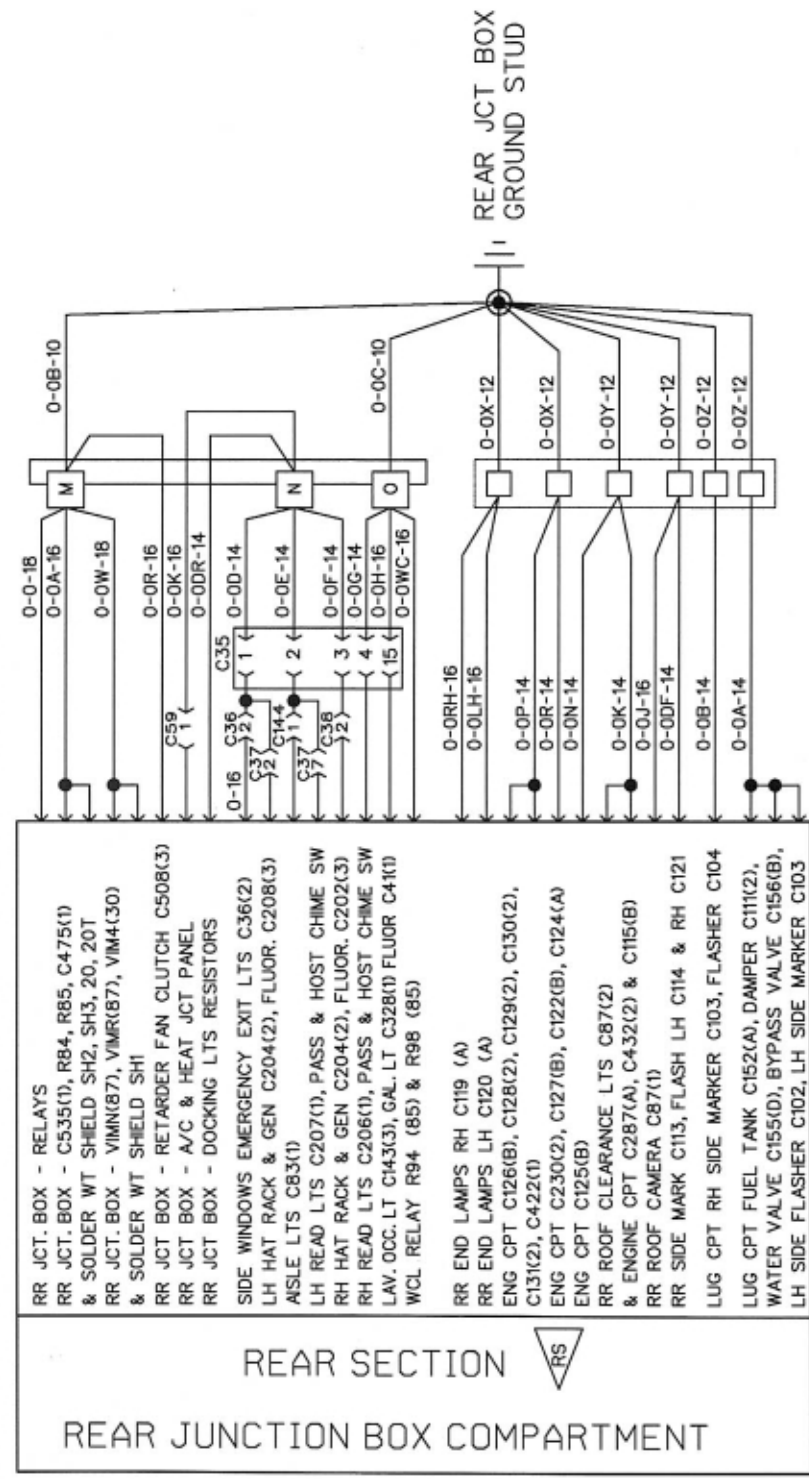 REAR JUNCTION BOX COMPARTMENT
REAR SECTION
RS
RR JCT. BOX - RELAYS
RR JCT. BOX - C535(1), R84, R85, C475(1)
& SOLDER WT SHIELD SH2, SH3, 20, 20T
RR JCT. BOX - VIMN(87), VIMR(87), VIM4(30)
& SOLDER WT SHIELD SH1
RR JCT BOX - RETARDER FAN CLUTCH C508(3)
RR JCT BOX - A/C & HEAT JCT PANEL
RR JCT BOX - DOCKING LTS RESISTORS
SIDE WINDOWS EMERGENCY EXIT LTS C36(2)
LH HAT RACK & GEN C204(2), FLUOR. C208(3)
AISLE LTS C83(1)
LH READ LTS C207(1), PASS & HOST CHIME SW
RH HAT RACK & GEN C204(2), FLUOR. C202(3)
RH READ LTS C206(1), PASS & HOST CHIME SW
LAV. OCC. LT C143(3), GAL. LT C328(1) FLUOR C41(1)
WCL RELAY R94 (85) & R98 (85)
RR END LAMPS RH C119 (A)
RR END LAMPS LH C120 (A)
ENG CPT C126(B), C128(2), C129(2), C130(2),
C131(2), C422(1)
ENG CPT C230(2), C127(B), C122(B), C124(A)
ENG CPT C125(B)
RR ROOF CLEARANCE LTS C87(2)
& ENGINE CPT C287(A), C432(2) & C115(B)
RR ROOF CAMERA C87(1)
RR SIDE MARK C113, FLASH LH C114 & RH C121
LUG CPT RH SIDE MARKER C103, FLASHER C104
LUG CPT FUEL TANK C152(A), DAMPER C111(2),
WATER VALVE C155(D), BYPASS VALVE C156(B),
LH SIDE FLASHER C102, LH SIDE MARKER C103
0-0-18
0-0A-16
0-0W-18
0-0R-16
0-0K-16
0-0DR-14
0-0D-14
0-0E-14
0-0F-14
0-0G-14
0-0H-16
0-0WC-16
C59
1
C35
1
2
3
4
15
0-16
C36
2
C37
2
C144
1
C37
7
C38
2
M
N
O
0-0B-10
0-0C-10
0-0RH-16
0-0LH-16
0-0P-14
0-0R-14
0-0N-14
0-0K-14
0-0J-16
0-0DF-14
0-0B-14
0-0A-14
0-0X-12
0-0X-12
0-0Y-12
0-0Y-12
0-0Z-12
0-0Z-12
REAR JCT BOX
GROUND STUD